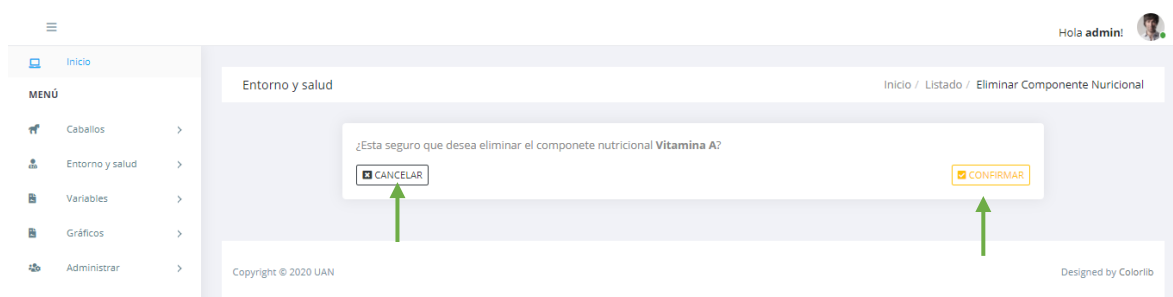 Hola admin!
Inicio
MENÚ
Caballos
Entorno y salud
Variables
Gráficos
Administrar
Entorno y salud
Inicio / Listado / Eliminar Componente Nuricional
¿Esta seguro que desea eliminar el componete nutricional Vitamina A?
CANCELAR
CONFIRMAR
Copyright © 2020 UAN
Designed by Colorlib